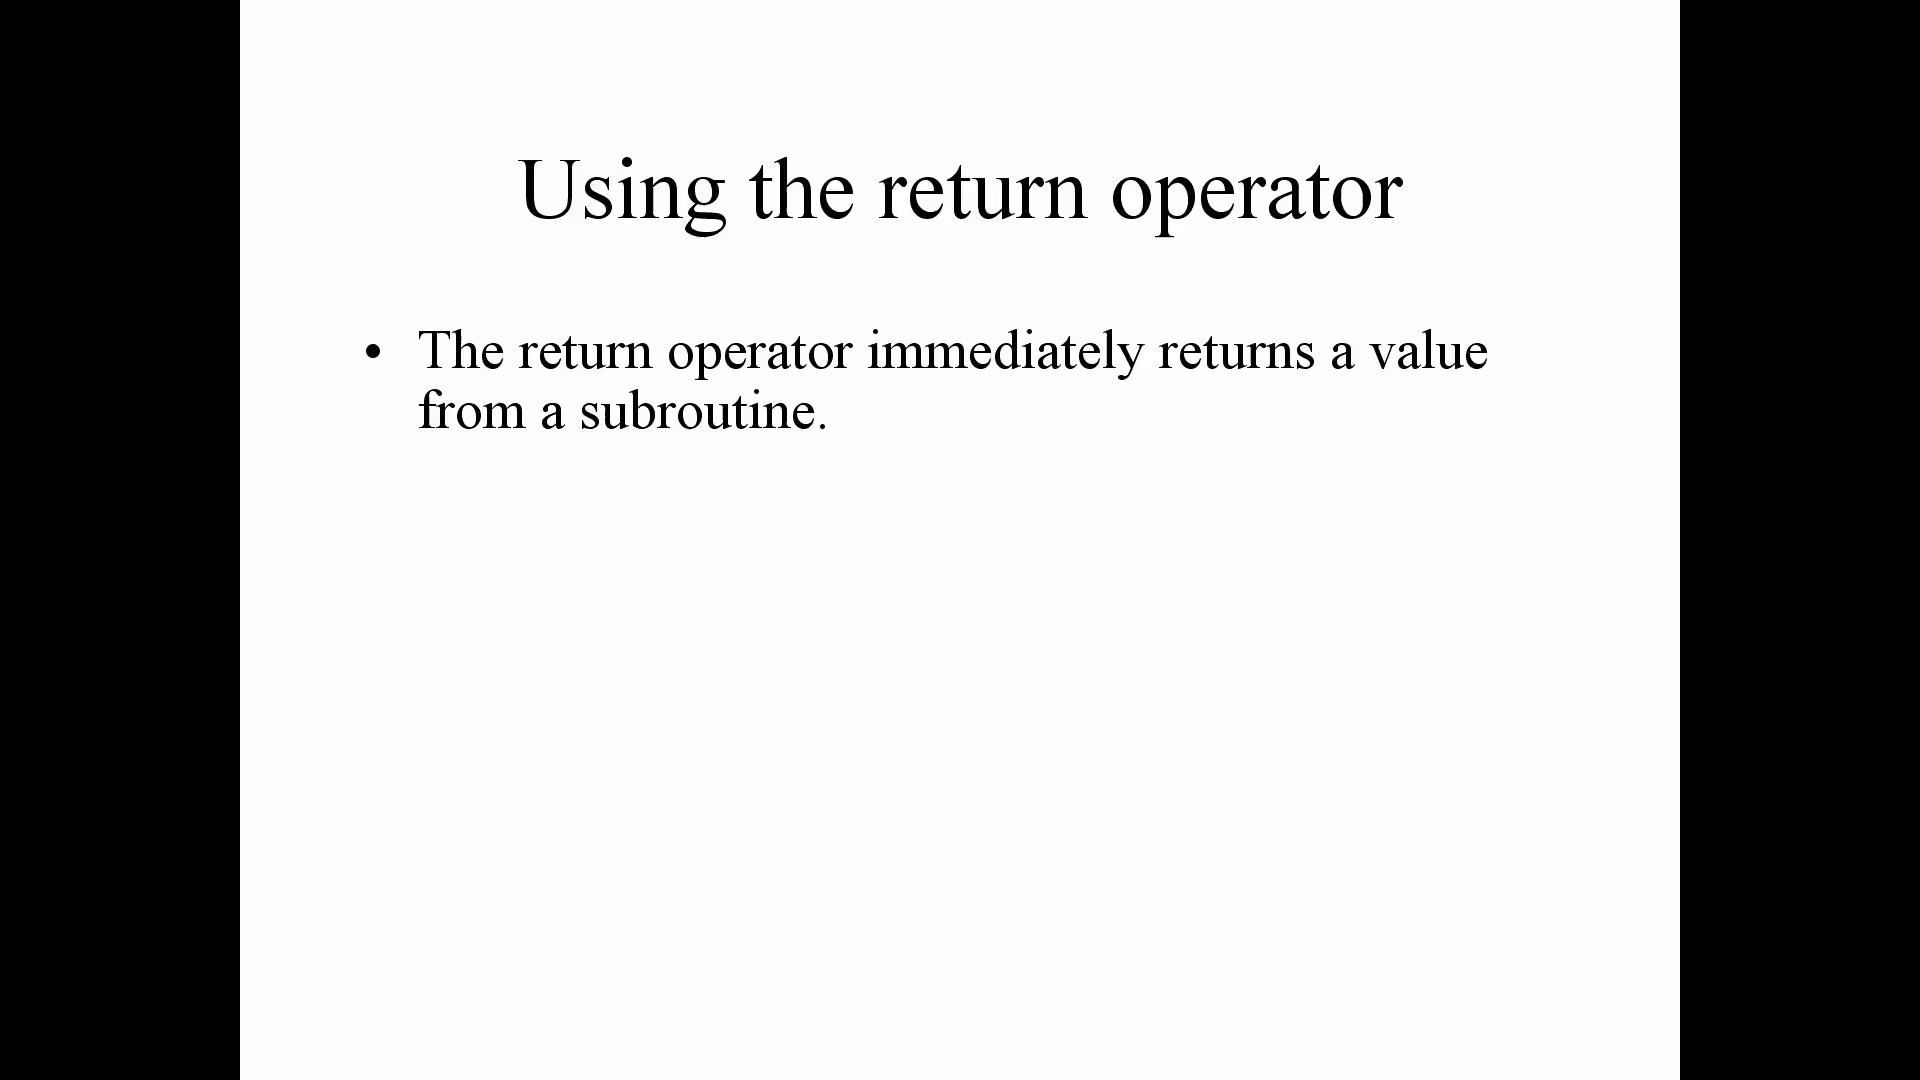 Using the return operator
• The return operator immediately returns a value
from a subroutine.